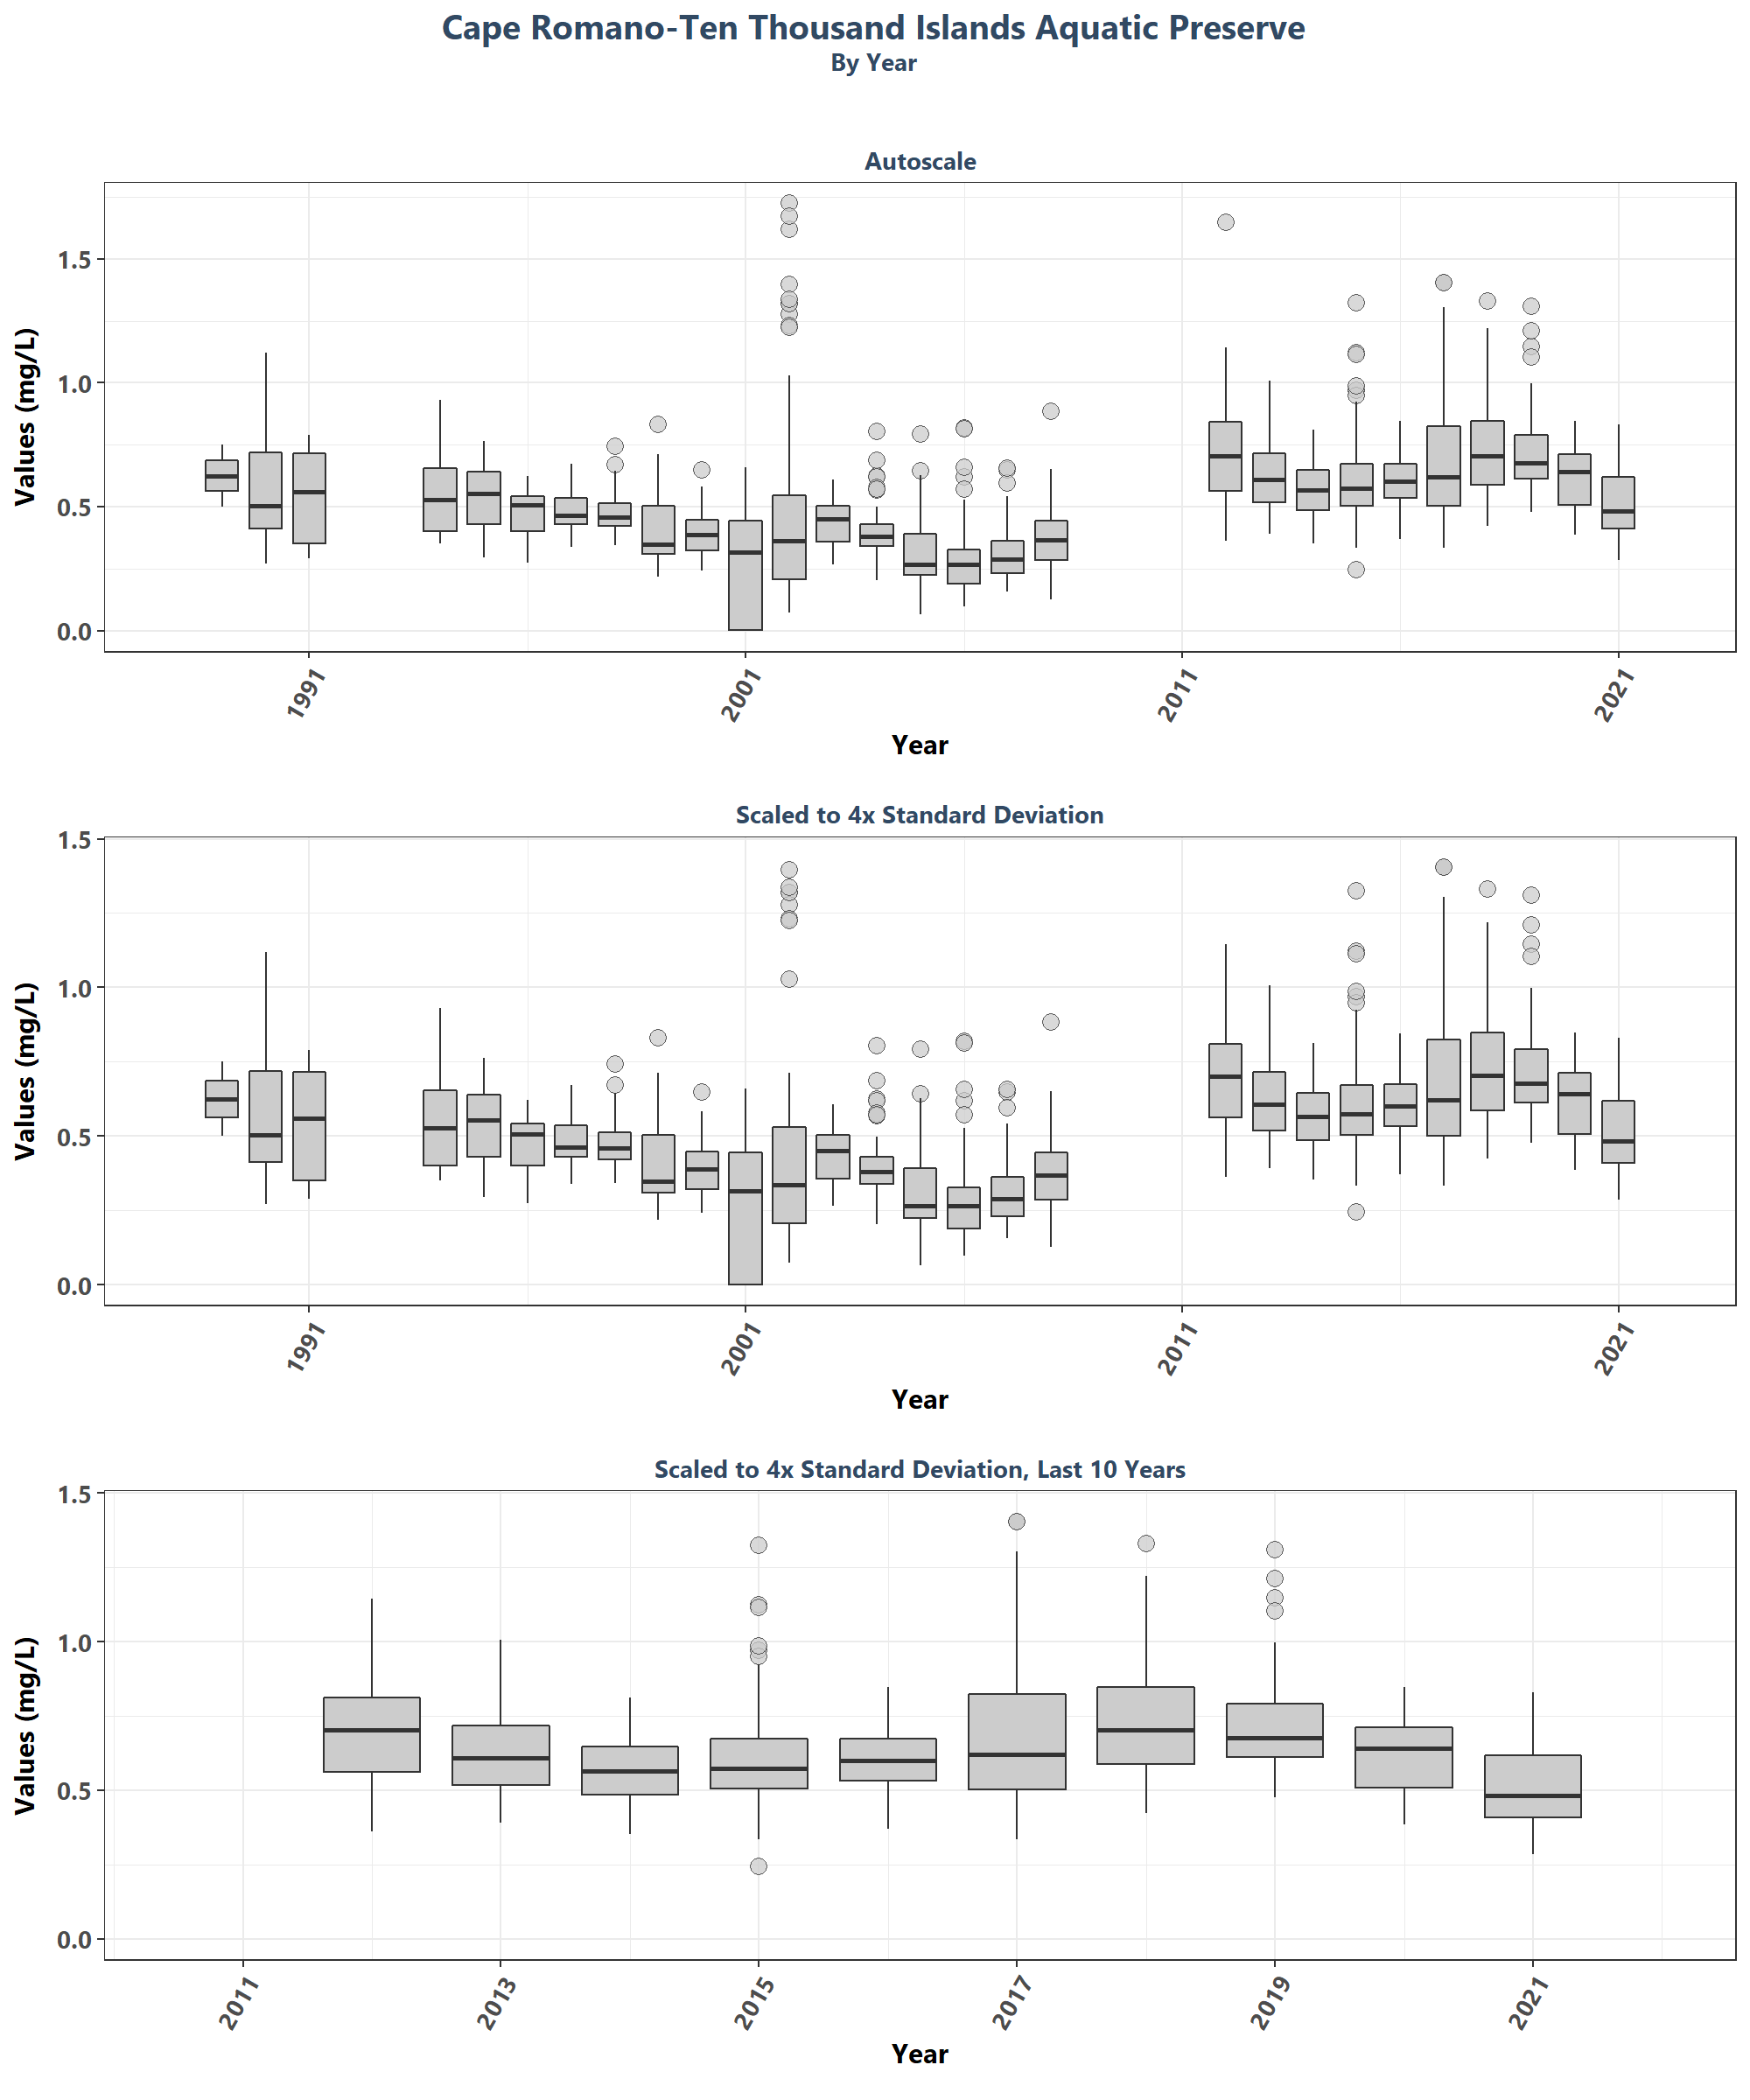 Cape Romano-Ten Thousand Islands Aquatic Preserve
By Year
Autoscale
Values (mg/L)
1.5
1.0
0.5
0.0
1991 2001 2011 2021
Year
Scaled to 4x Standard Deviation
Values (mg/L)
1.5
1.0
0.5
0.0
1991 2001 2011 2021
Year
Scaled to 4x Standard Deviation, Last 10 Years
Values (mg/L)
1.5
1.0
0.5
0.0
2011 2013 2015 2017 2019 2021
Year